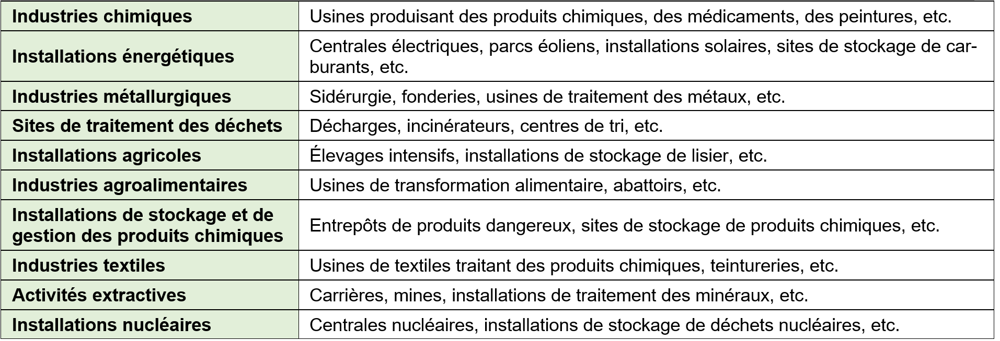 Industries chimiques
Usines produisant des produits chimiques, des médicaments, des peintures, etc.
Installations énergétiques
Centrales électriques, parcs éoliens, installations solaires, sites de stockage de car-
burants, etc.
Industries métallurgiques
Sidérurgie, fonderies, usines de traitement des métaux, etc.
Sites de traitement des déchets
Décharges, incinérateurs, centres de tri, etc.
Installations agricoles
Élevages intensifs, installations de stockage de lisier, etc.
Industries agroalimentaires
Usines de transformation alimentaire, abattoirs, etc.
Installations de stockage et de
gestion des produits chimiques
Entrepôts de produits dangereux, sites de stockage de produits chimiques, etc.
Industries textiles
Usines de textiles traitant des produits chimiques, teintureries, etc.
Activités extractives
Carrières, mines, installations de traitement des minéraux, etc.
Installations nucléaires
Centrales nucléaires, installations de stockage de déchets nucléaires, etc.